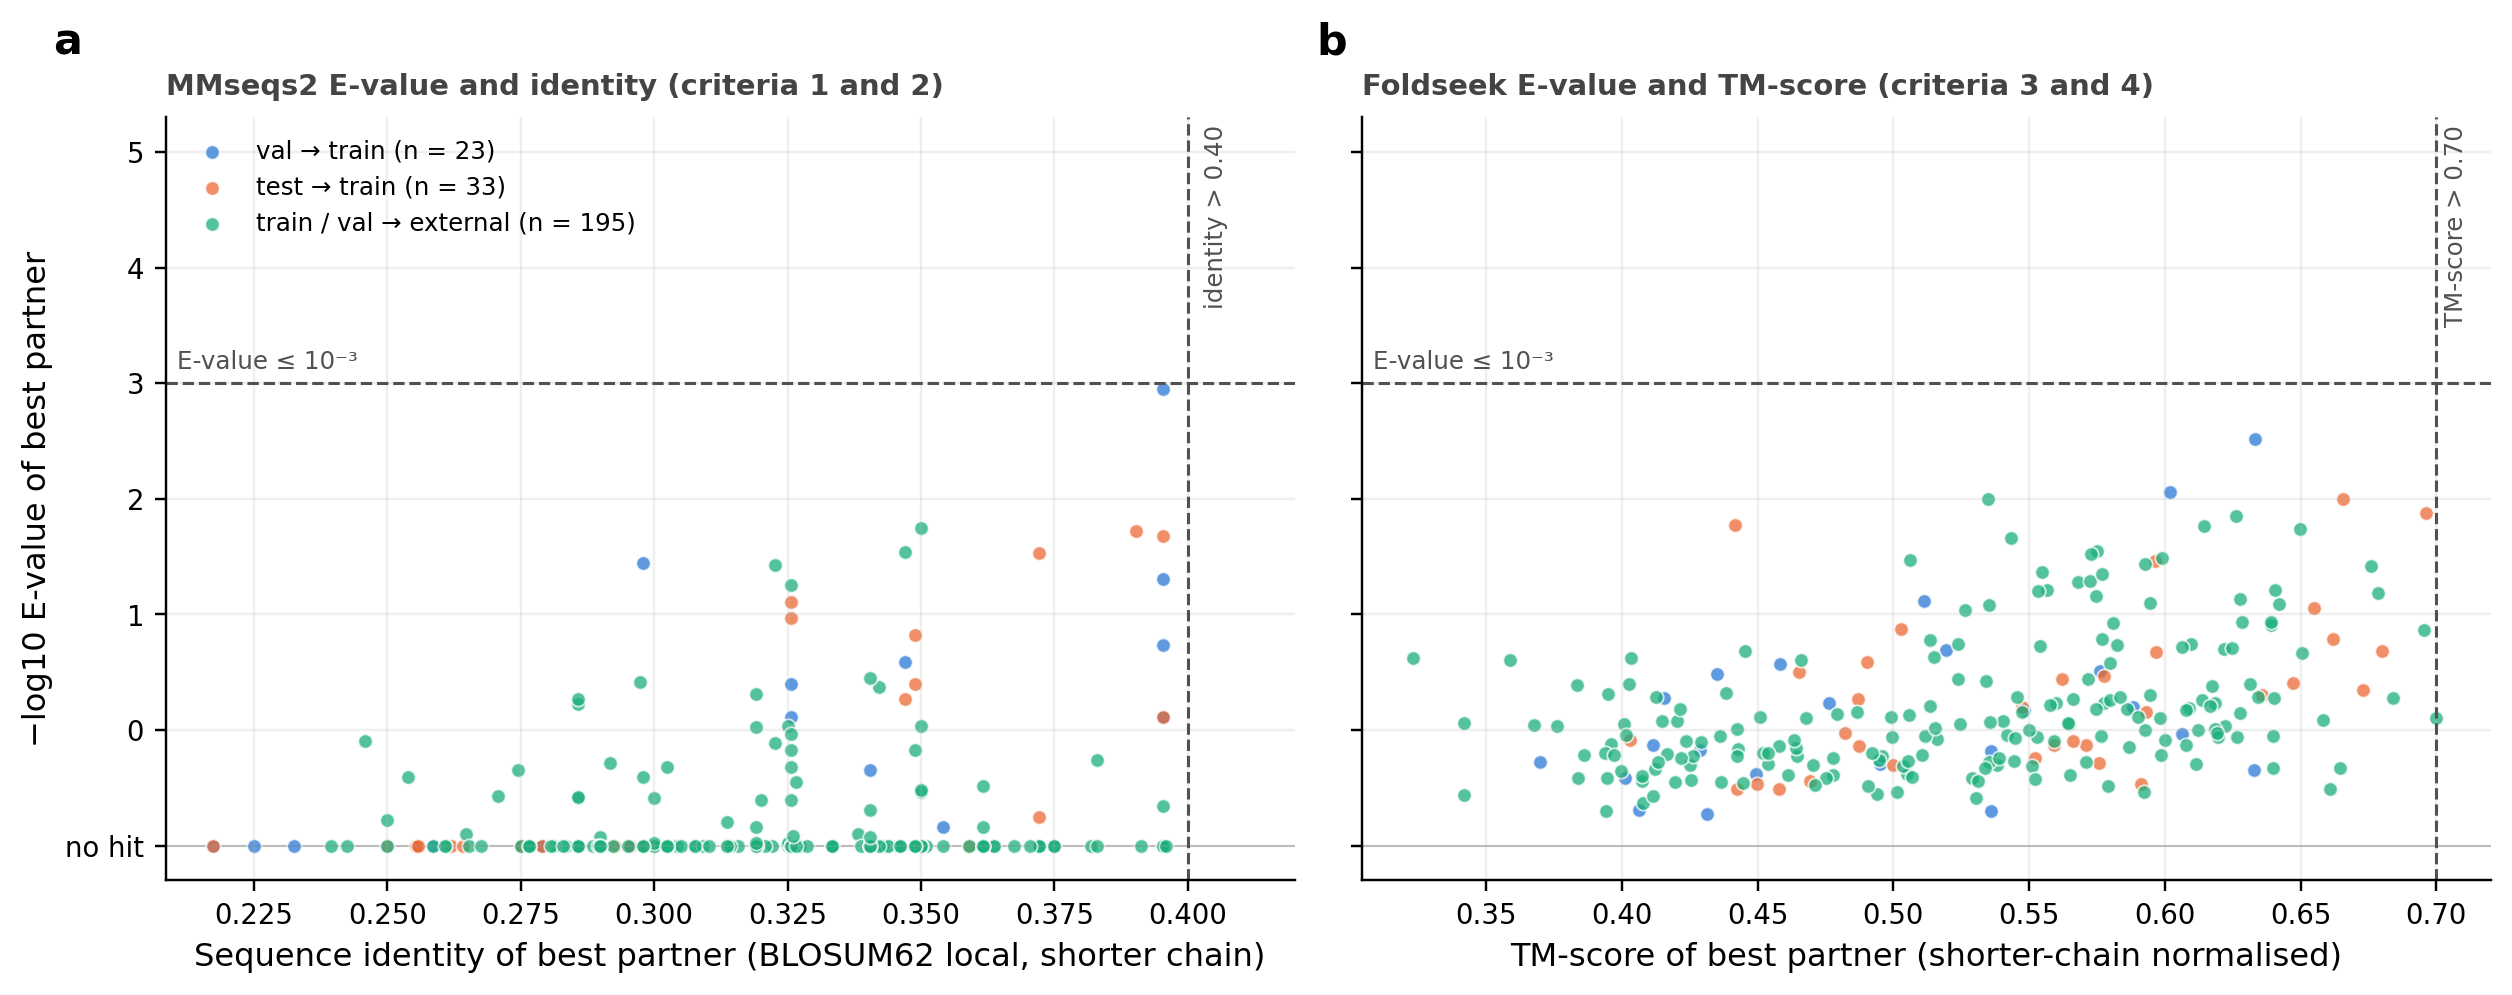 a
MMseqs2 E-value and identity (criteria 1 and 2)
5
4
3
2
1
0
no hit
−log10 E-value of best partner
val → train (n = 23)
test → train (n = 33)
train / val → external (n = 195)
identity > 0.40
E-value ≤ 10⁻³
0.225
0.250
0.275
0.300
0.325
0.350
0.375
0.400
Sequence identity of best partner (BLOSUM62 local, shorter chain)
b
Foldseek E-value and TM-score (criteria 3 and 4)
TM-score > 0.70
E-value ≤ 10⁻³
0.35
0.40
0.45
0.50
0.55
0.60
0.65
0.70
TM-score of best partner (shorter-chain normalised)